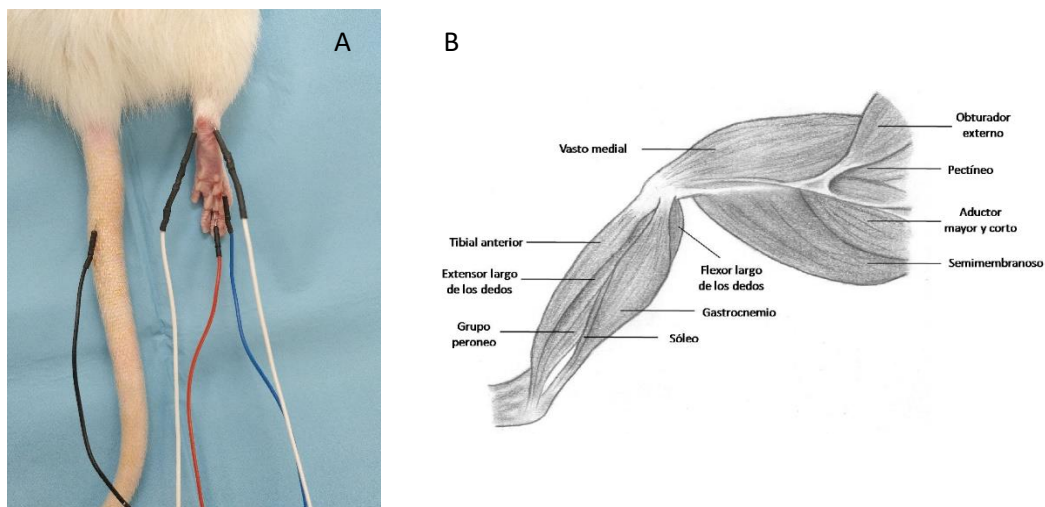 A
B
Obturador
externo
Vasto medial
Pectíneo
Aductor
mayor y corto
Tibial anterior
Semimembranoso
Extensor largo
de los dedos
Flexor largo
de los dedos
Gastrocnemio
Grupo
peroneo
Sóleo